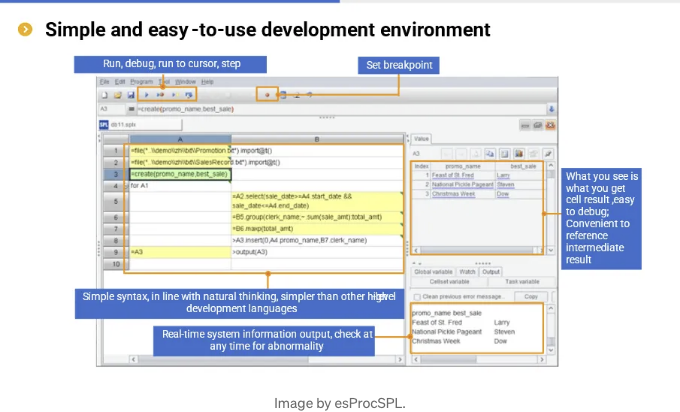 Simple and easy-to-use development environment
Run, debug, run to cursor, step
Set breakpoint
File Edit Program Tool Window Help
A3 =create(promo_name,best_sale)
SPL dc11.splx
Value
A B
A3
1 =file("..\\demo\\zh\\txt\\Promotion.txt").import@t()
2 =file("..\\demo\\zh\\txt\\SalesRecord.txt").import@t()
3 =create(promo_name,best_sale)
4 for A1
5 =A2.select(sale_date>=A4.start_date &&
sale_date<=A4.end_date)
6 =B5.group(clerk_name;~.sum(sale_amt):total_amt)
7 =B6.maxp(total_amt)
8 >A3.insert(0,A4.promo_name,B7.clerk_name)
9 =A3 >output(A3)
10
Index promo_name best_sale
1 Feast of St. Fred Larry
2 National Pickle Pageant Steven
3 Christmas Week Dow
What you see is
what you get
cell result ,easy
to debug;
Convenient to
reference
intermediate
result
Global variable Watch Output
Cellset variable Task variable
Clean previous error message... Copy
promo_name best_sale
Feast of St. Fred Larry
National Pickle Pageant Steven
Christmas Week Dow
Simple syntax, in line with natural thinking, simpler than other high level
development languages
Real-time system information output, check at
any time for abnormality
Image by esProcSPL.